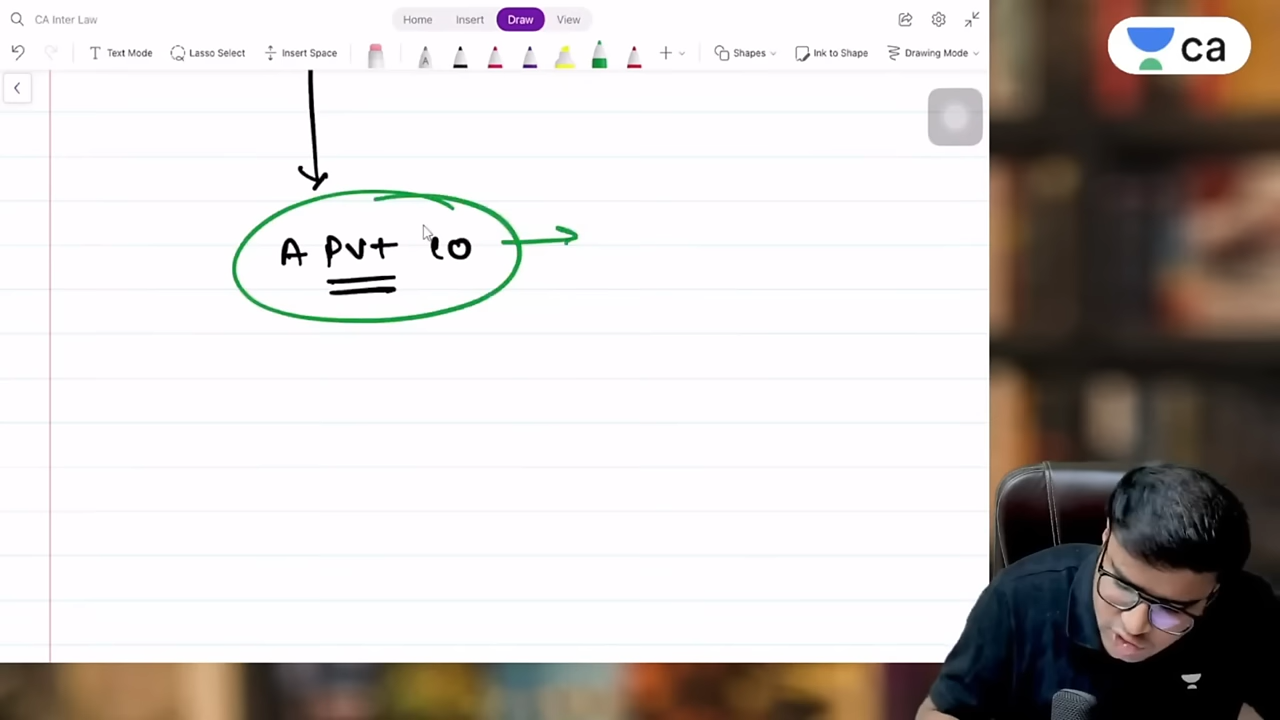 CA Inter Law
Home Insert Draw View
Text Mode Lasso Select Insert Space A Shapes Ink to Shape Drawing Mode
ca
A Pvt co